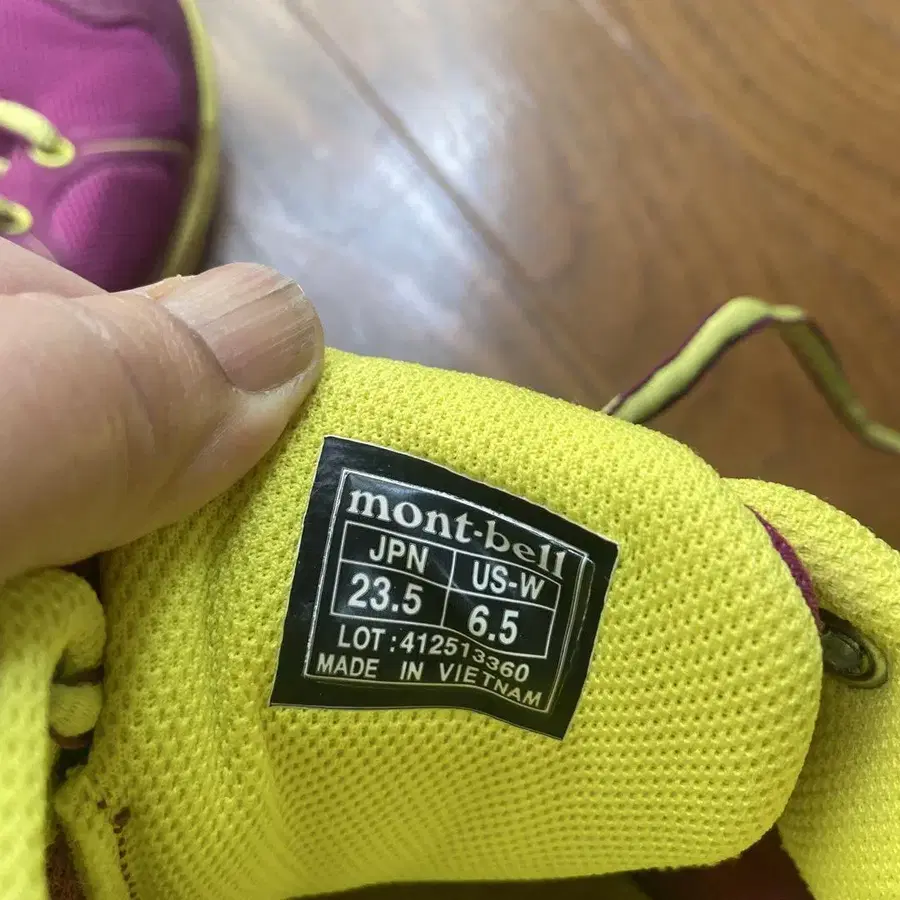 mont-bell
JPN US-W
23.5 6.5
LOT:412513360
MADE IN VIETNAM